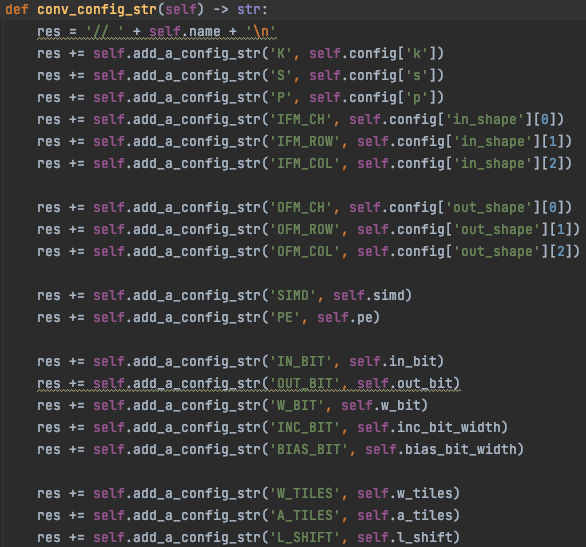 def conv_config_str(self) -> str:
    res = '// ' + self.name + '\n'
    res += self.add_a_config_str('K', self.config['k'])
    res += self.add_a_config_str('S', self.config['s'])
    res += self.add_a_config_str('P', self.config['p'])
    res += self.add_a_config_str('IFM_CH', self.config['in_shape'][0])
    res += self.add_a_config_str('IFM_ROW', self.config['in_shape'][1])
    res += self.add_a_config_str('IFM_COL', self.config['in_shape'][2])

    res += self.add_a_config_str('OFM_CH', self.config['out_shape'][0])
    res += self.add_a_config_str('OFM_ROW', self.config['out_shape'][1])
    res += self.add_a_config_str('OFM_COL', self.config['out_shape'][2])

    res += self.add_a_config_str('SIMD', self.simd)
    res += self.add_a_config_str('PE', self.pe)

    res += self.add_a_config_str('IN_BIT', self.in_bit)
    res += self.add_a_config_str('OUT_BIT', self.out_bit)
    res += self.add_a_config_str('W_BIT', self.w_bit)
    res += self.add_a_config_str('INC_BIT', self.inc_bit_width)
    res += self.add_a_config_str('BIAS_BIT', self.bias_bit_width)

    res += self.add_a_config_str('W_TILES', self.w_tiles)
    res += self.add_a_config_str('A_TILES', self.a_tiles)
    res += self.add_a_config_str('L_SHIFT', self.l_shift)